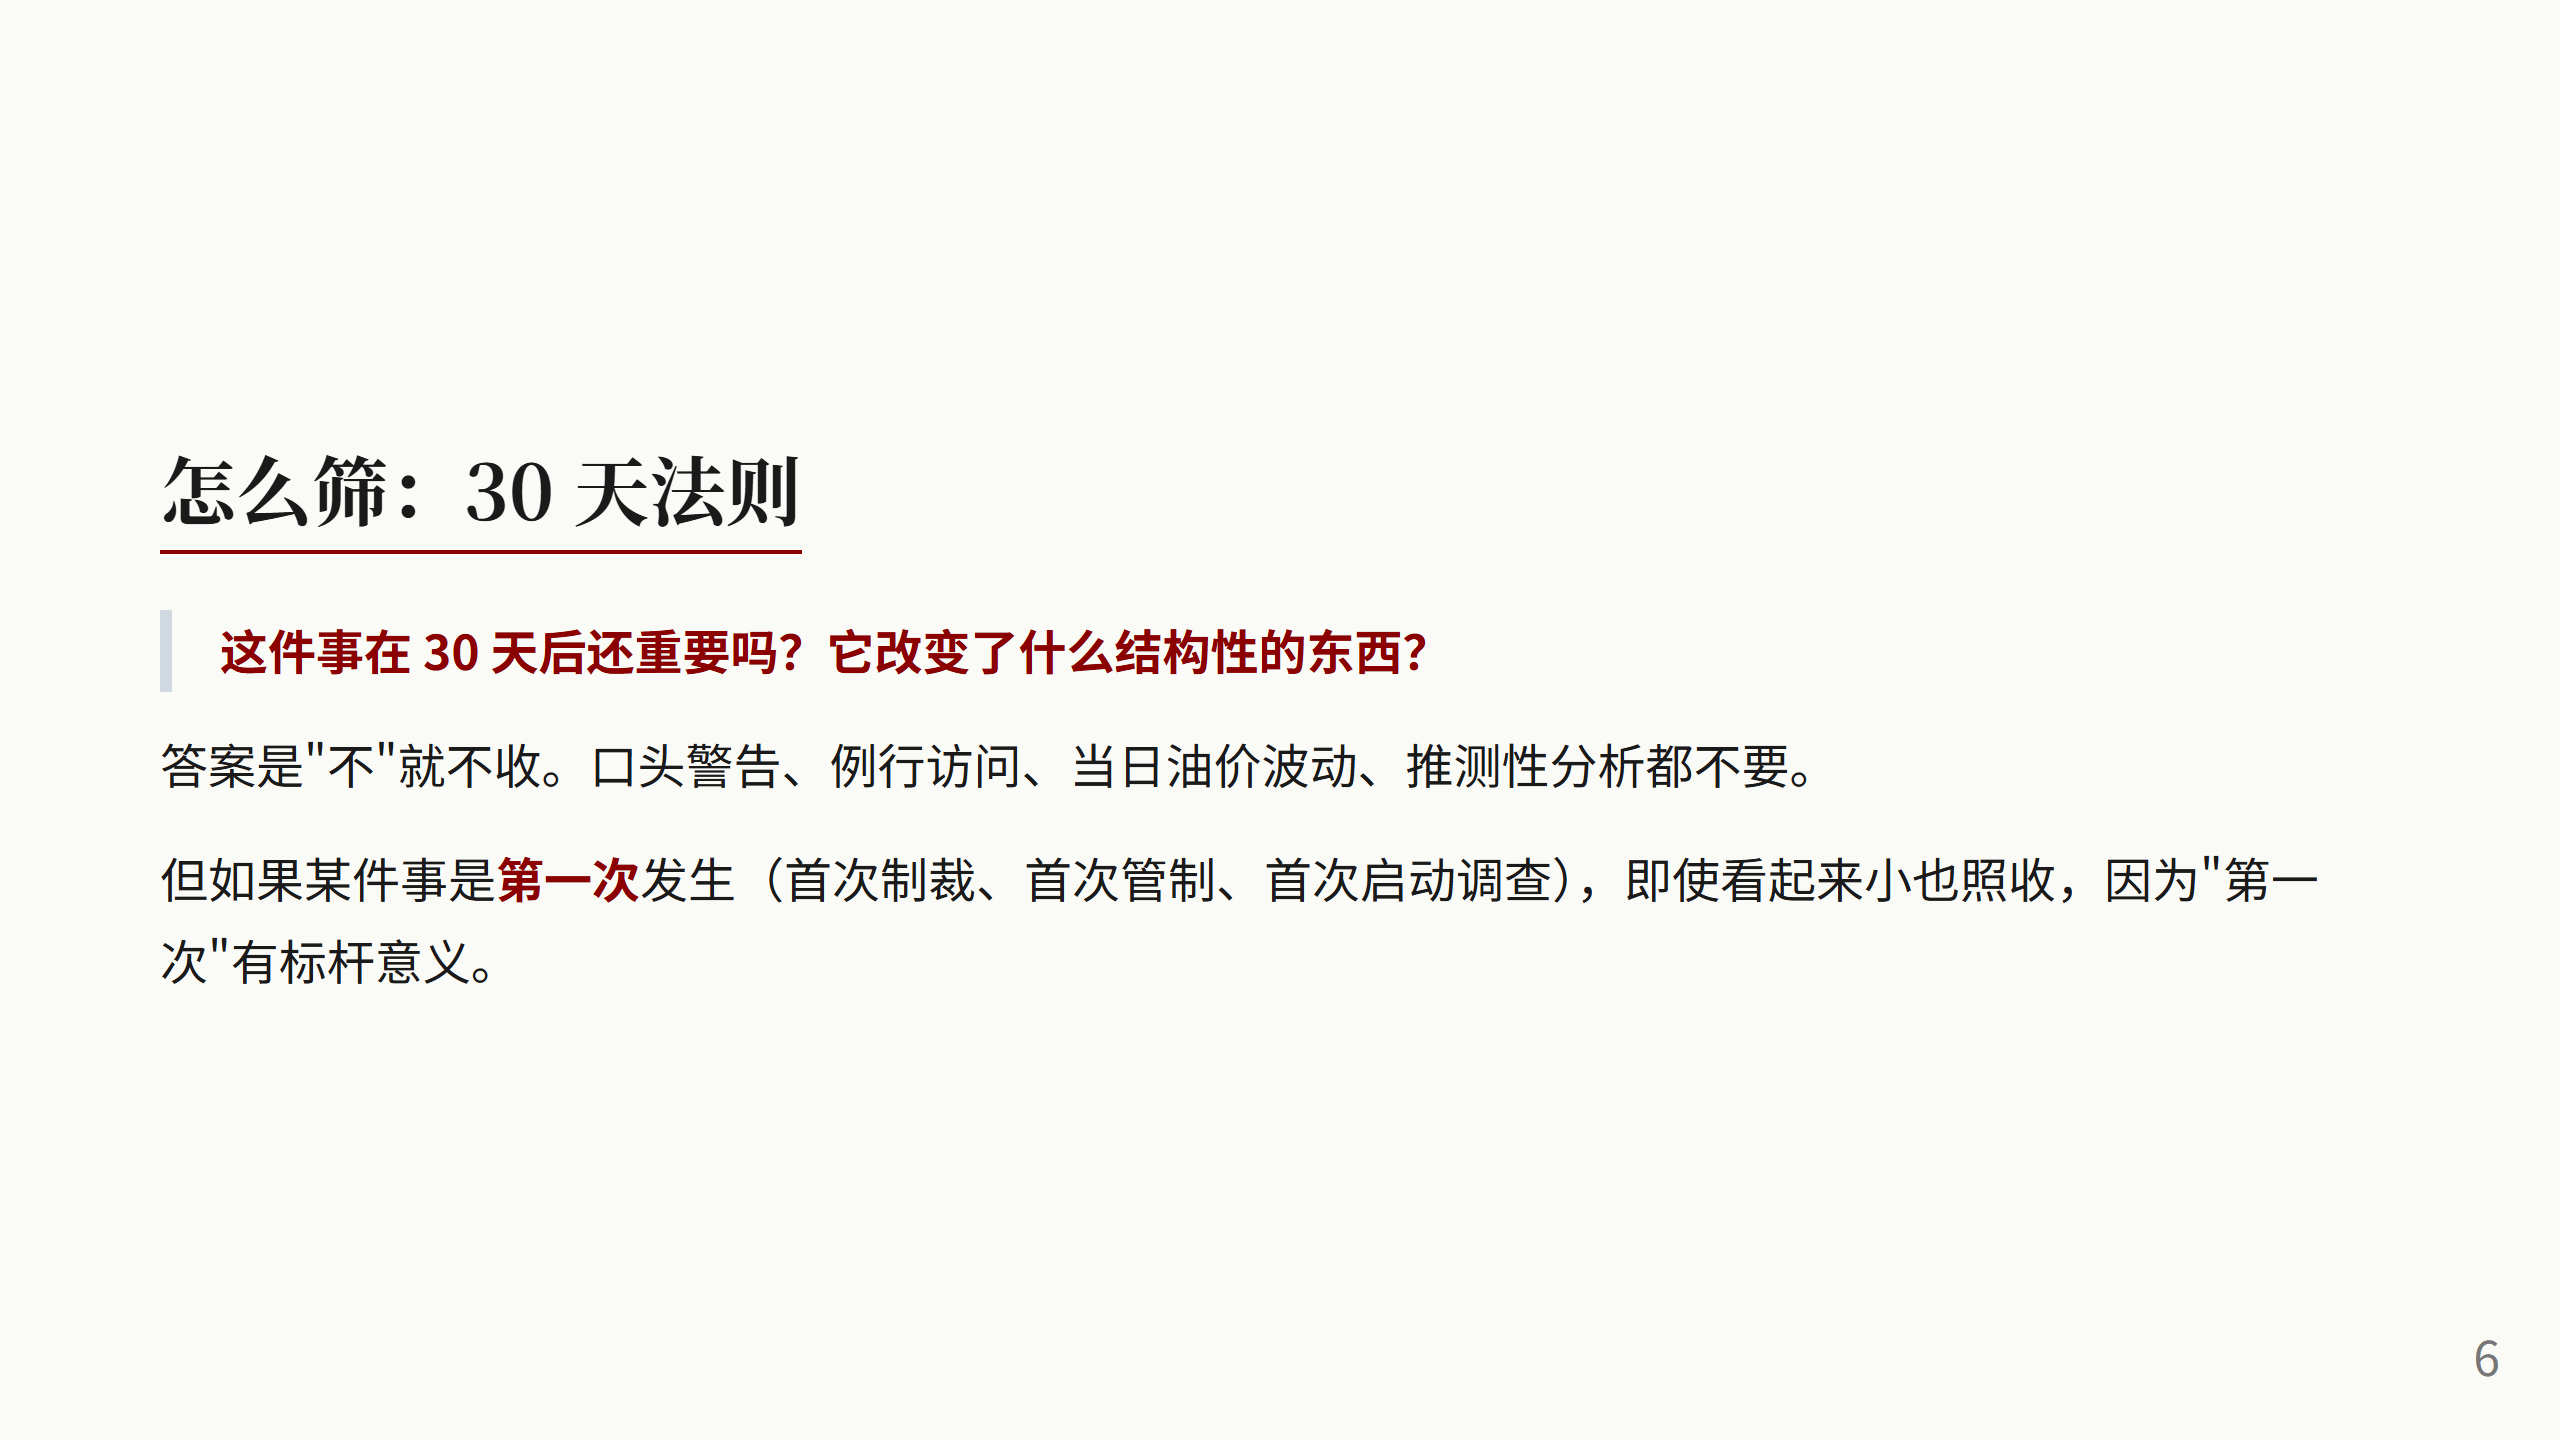 怎么筛：30 天法则
这件事在 30 天后还重要吗？它改变了什么结构性的东西？
答案是"不"就不收。口头警告、例行访问、当日油价波动、推测性分析都不要。
但如果某件事是第一次发生（首次制裁、首次管制、首次启动调查），即使看起来小也照收，因为"第一
次"有标杆意义。
6